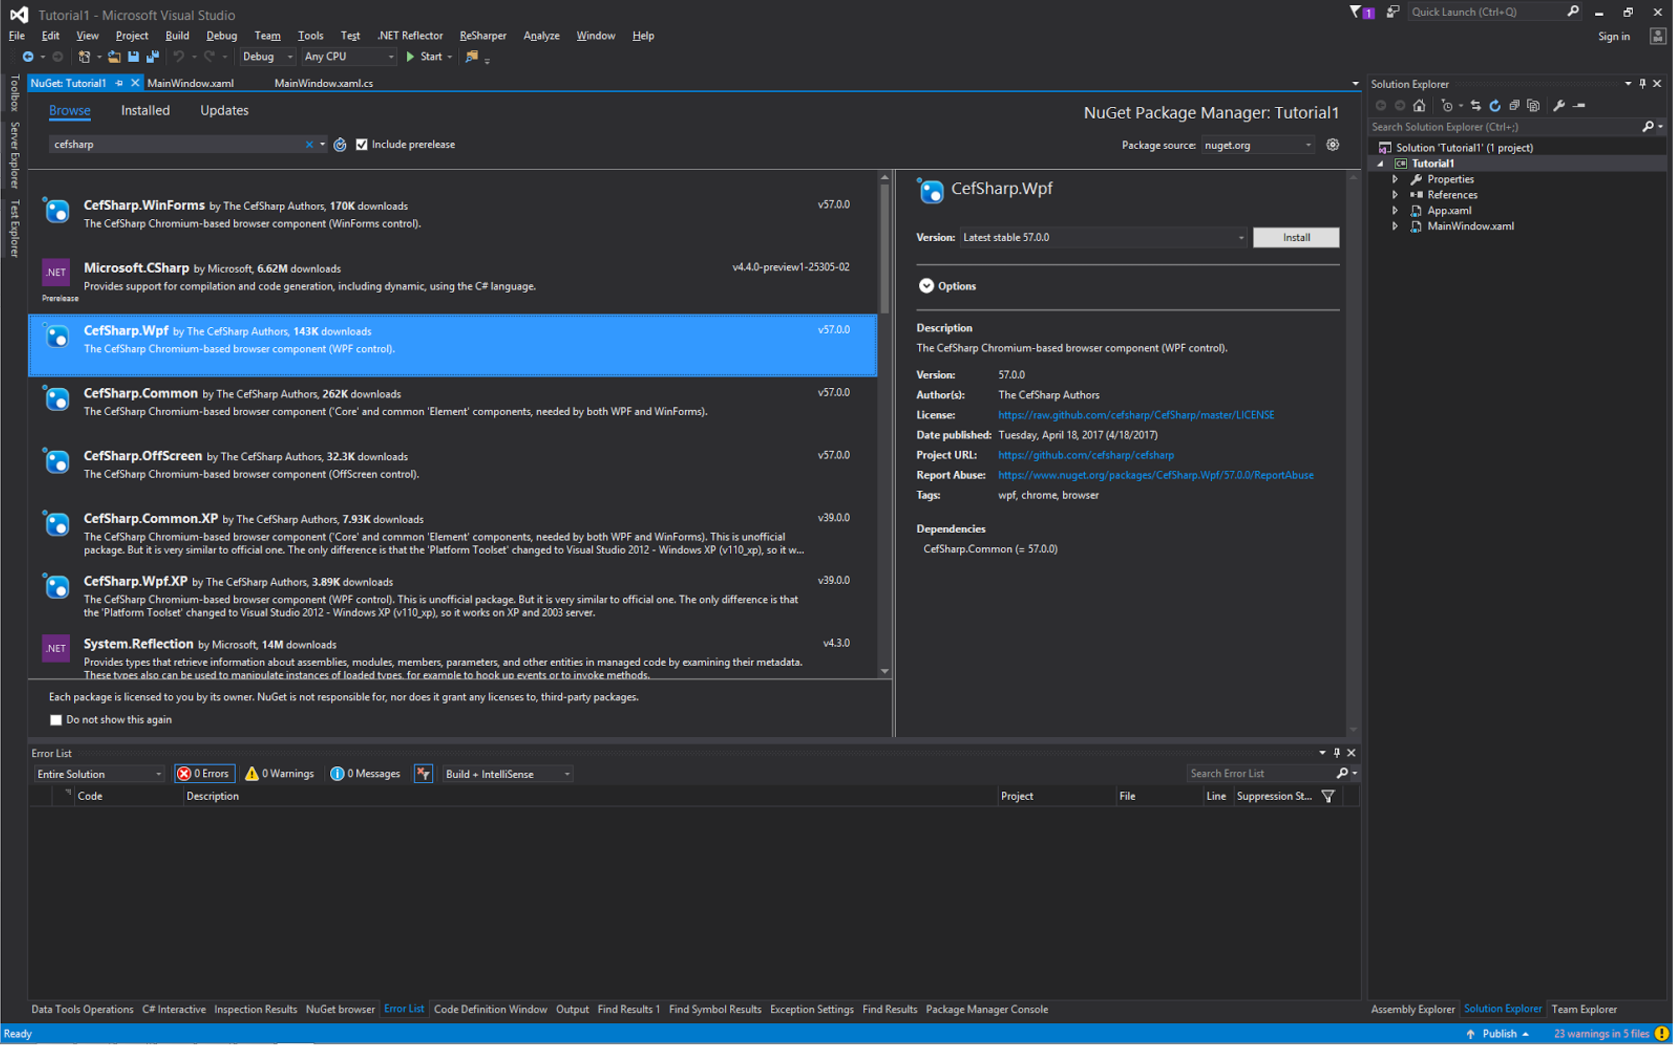 Tutorial1 - Microsoft Visual Studio
1
Quick Launch (Ctrl+Q)
File Edit View Project Build Debug Team Tools Test .NET Reflector ReSharper Analyze Window Help
Sign in
Debug Any CPU Start
NuGet: Tutorial1 MainWindow.xaml MainWindow.xaml.cs
Toolbox
Server Explorer
Test Explorer
Browse Installed Updates
NuGet Package Manager: Tutorial1
cefsharp
Include prerelease
Package source: nuget.org
CefSharp.WinForms by The CefSharp Authors, 170K downloads v57.0.0
The CefSharp Chromium-based browser component (WinForms control).
.NET
Prerelease
Microsoft.CSharp by Microsoft, 6.62M downloads v4.4.0-preview1-25305-02
Provides support for compilation and code generation, including dynamic, using the C# language.
CefSharp.Wpf by The CefSharp Authors, 143K downloads v57.0.0
The CefSharp Chromium-based browser component (WPF control).
CefSharp.Common by The CefSharp Authors, 262K downloads v57.0.0
The CefSharp Chromium-based browser component ('Core' and common 'Element' components, needed by both WPF and WinForms).
CefSharp.OffScreen by The CefSharp Authors, 32.3K downloads v57.0.0
The CefSharp Chromium-based browser component (OffScreen control).
CefSharp.Common.XP by The CefSharp Authors, 7.93K downloads v39.0.0
The CefSharp Chromium-based browser component ('Core' and common 'Element' components, needed by both WPF and WinForms). This is unofficial
package. But it is very similar to official one. The only difference is that the 'Platform Toolset' changed to Visual Studio 2012 - Windows XP (v110_xp), so it w...
CefSharp.Wpf.XP by The CefSharp Authors, 3.89K downloads v39.0.0
The CefSharp Chromium-based browser component (WPF control). This is unofficial package. But it is very similar to official one. The only difference is that
the 'Platform Toolset' changed to Visual Studio 2012 - Windows XP (v110_xp), so it works on XP and 2003 server.
.NET
System.Reflection by Microsoft, 14M downloads v4.3.0
Provides types that retrieve information about assemblies, modules, members, parameters, and other entities in managed code by examining their metadata.
These types also can be used to manipulate instances of loaded types, for example to hook up events or to invoke methods.
Each package is licensed to you by its owner. NuGet is not responsible for, nor does it grant any licenses to, third-party packages.
Do not show this again
CefSharp.Wpf
Version: Latest stable 57.0.0 Install
Options
Description
The CefSharp Chromium-based browser component (WPF control).
Version: 57.0.0
Author(s): The CefSharp Authors
License: https://raw.github.com/cefsharp/CefSharp/master/LICENSE
Date published: Tuesday, April 18, 2017 (4/18/2017)
Project URL: https://github.com/cefsharp/cefsharp
Report Abuse: https://www.nuget.org/packages/CefSharp.Wpf/57.0.0/ReportAbuse
Tags: wpf, chrome, browser
Dependencies
CefSharp.Common (= 57.0.0)
Solution Explorer
Search Solution Explorer (Ctrl+;)
Solution 'Tutorial1' (1 project)
C# Tutorial1
Properties
References
App.xaml
MainWindow.xaml
Error List
Entire Solution 0 Errors 0 Warnings 0 Messages Build + IntelliSense Search Error List
Code Description Project File Line Suppression St...
Data Tools Operations C# Interactive Inspection Results NuGet browser Error List Code Definition Window Output Find Results 1 Find Symbol Results Exception Settings Find Results Package Manager Console
Assembly Explorer Solution Explorer Team Explorer
Ready
Publish 23 warnings in 5 files